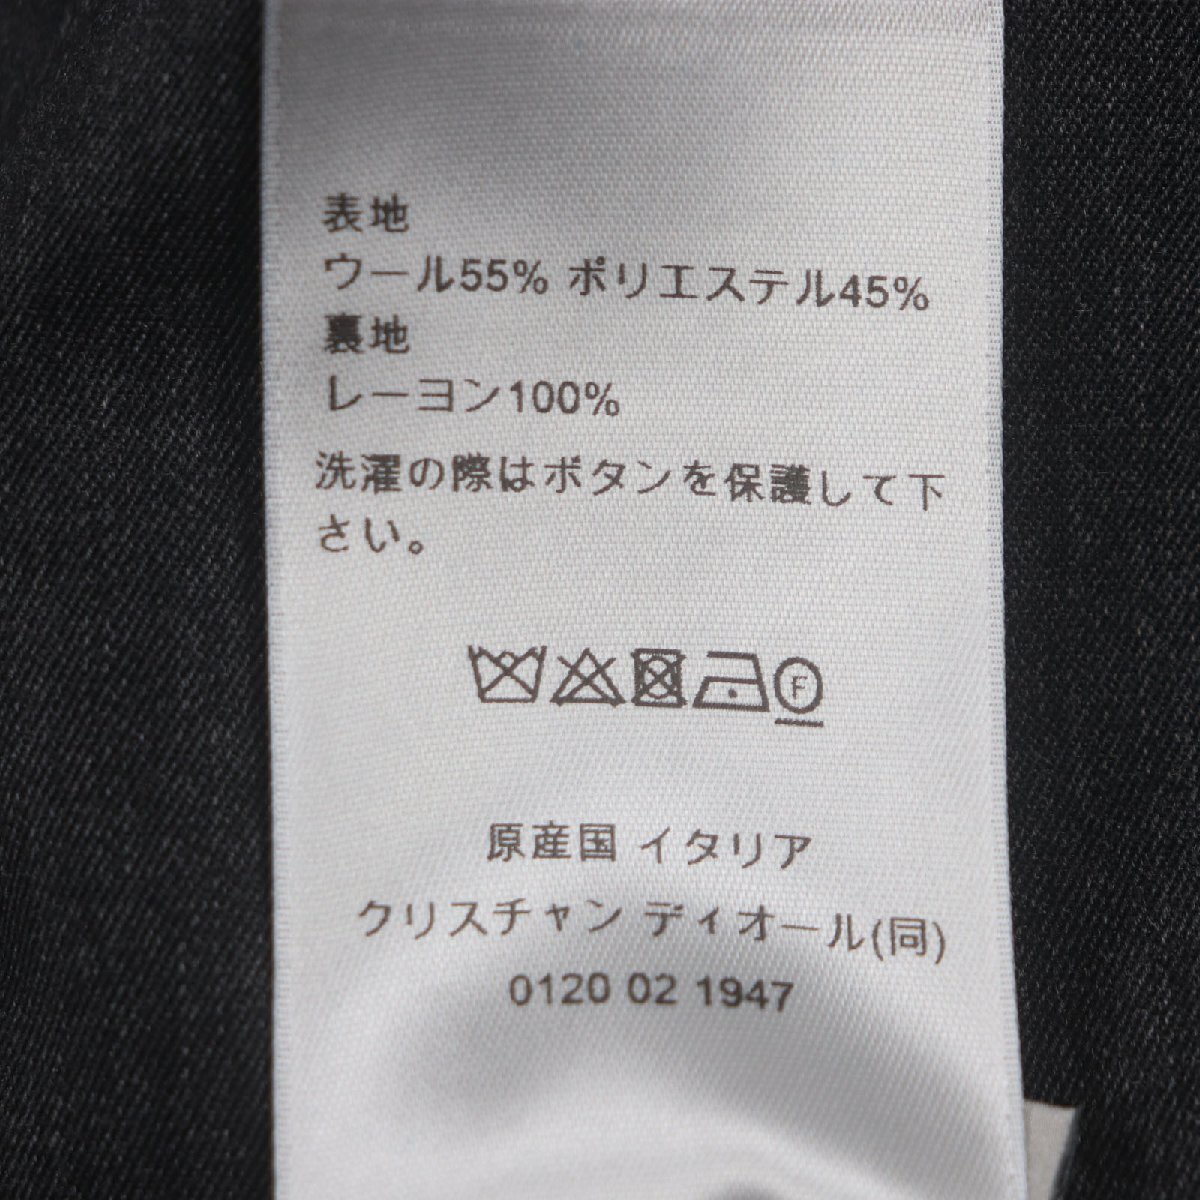 表地
ウール55% ポリエステル45%
裏地
レーヨン100%
洗濯の際はボタンを保護して下
さい。
F
原産国 イタリア
クリスチャン ディオール(同)
0120 02 1947